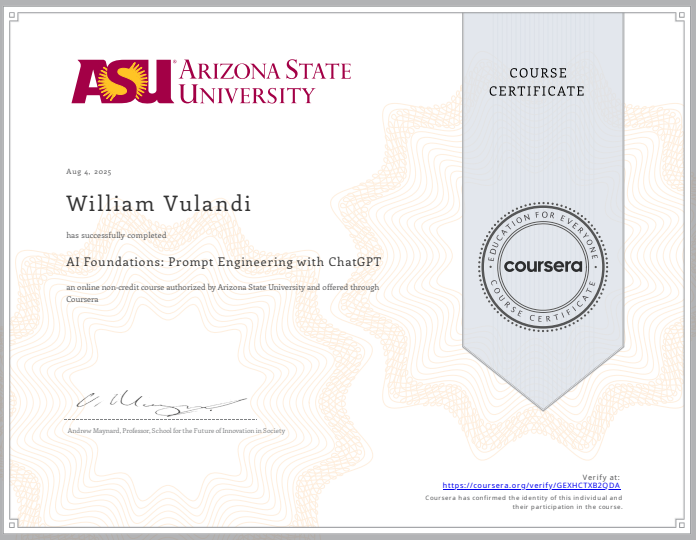 ASU ARIZONA STATE
UNIVERSITY
COURSE
CERTIFICATE
Aug 4, 2025
William Vulandi
has successfully completed
AI Foundations: Prompt Engineering with ChatGPT
an online non-credit course authorized by Arizona State University and offered through
Coursera
EDUCATION FOR EVERYONE
coursera
COURSE CERTIFICATE
Andrew Maynard, Professor, School for the Future of Innovation in Society
Verify at:
https://coursera.org/verify/GEXHCTXB2QDA
Coursera has confirmed the identity of this individual and
their participation in the course.